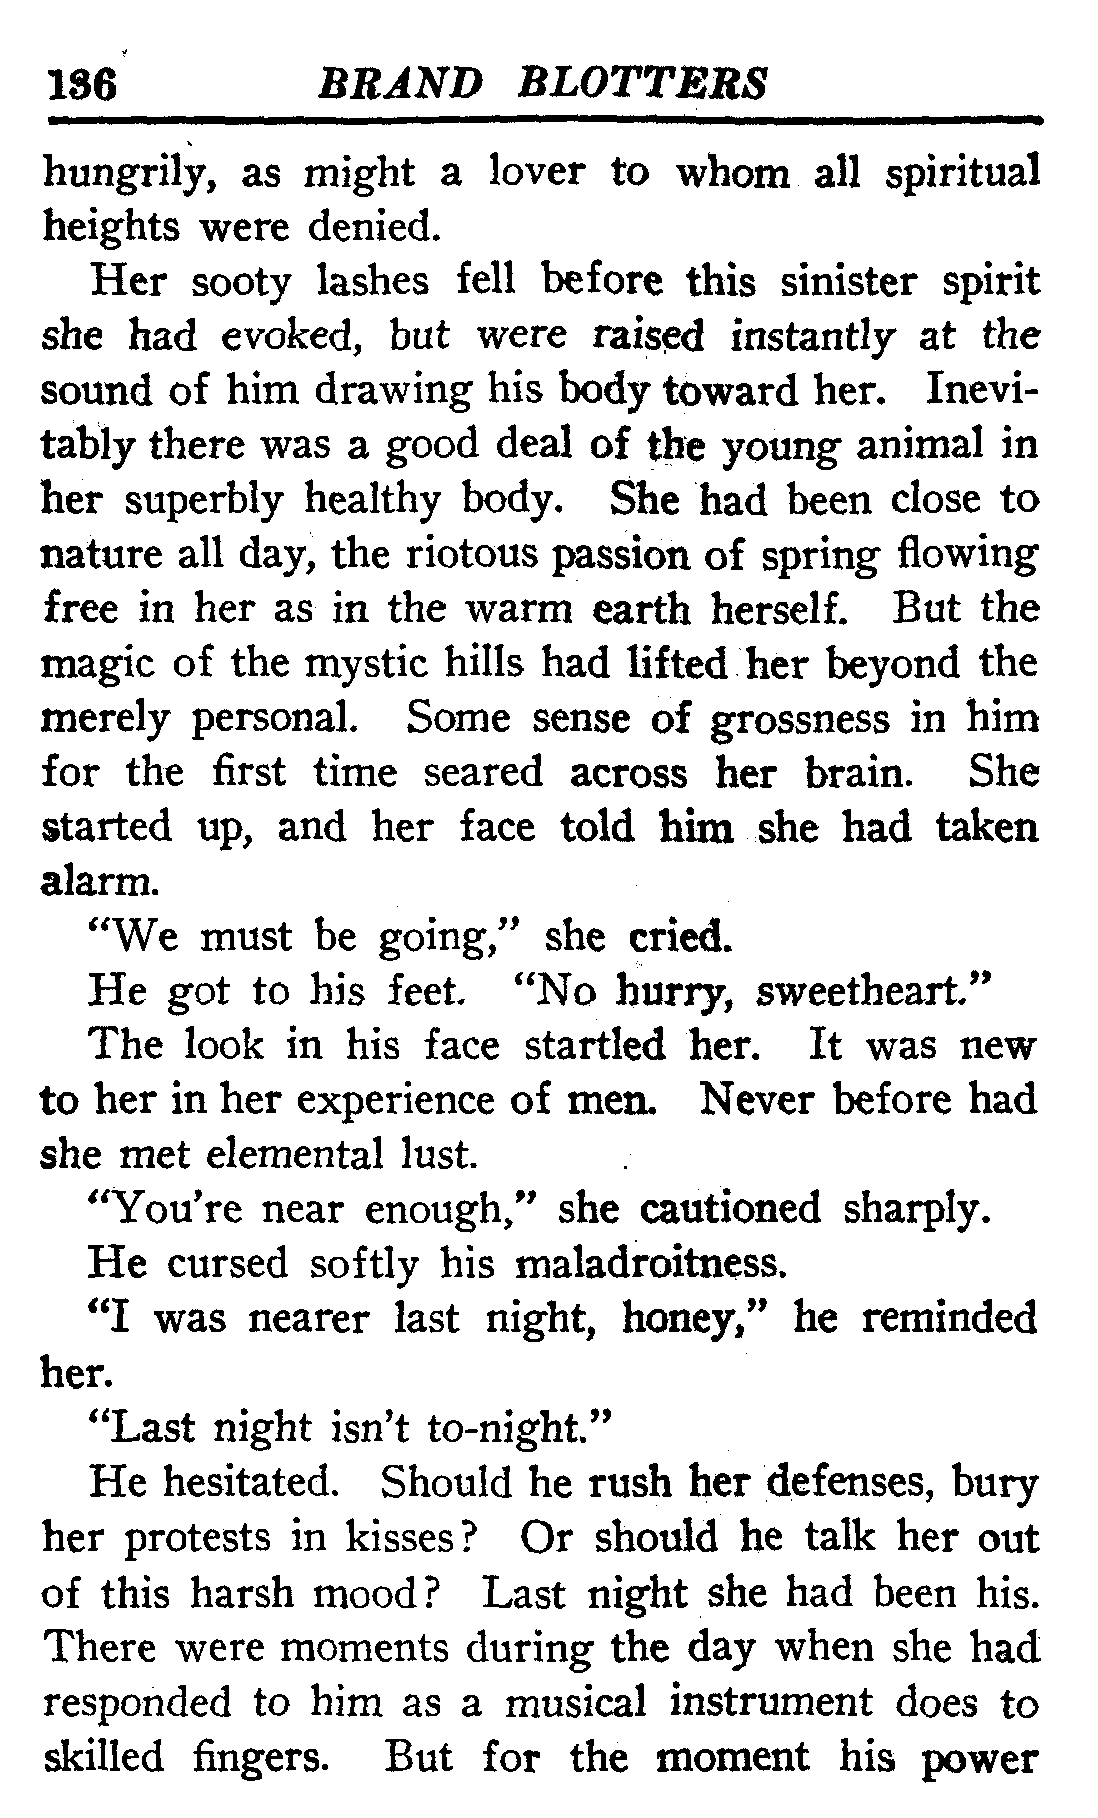 186 BRAND BLOTTERS
hungrily, as might a lover to whom all spiritual
heights were denied.
Her sooty lashes fell before this sinister spirit
she had evoked, but were raised instantly at the
sound of him drawing his body toward her. Inevi-
tably there was a good deal of the young animal in
her superbly healthy body. She had been close to
nature all day, the riotous passion of spring flowing
free in her as in the warm earth herself. But the
magic of the mystic hills had lifted her beyond the
merely personal. Some sense of grossness in him
for the first time seared across her brain. She
started up, and her face told him she had taken
alarm.
"We must be going," she cried.
He got to his feet. "No hurry, sweetheart."
The look in his face startled her. It was new
to her in her experience of men. Never before had
she met elemental lust.
"You're near enough," she cautioned sharply.
He cursed softly his maladroitness.
"I was nearer last night, honey," he reminded
her.
"Last night isn't to-night."
He hesitated. Should he rush her defenses, bury
her protests in kisses? Or should he talk her out
of this harsh mood? Last night she had been his.
There were moments during the day when she had
responded to him as a musical instrument does to
skilled fingers. But for the moment his power